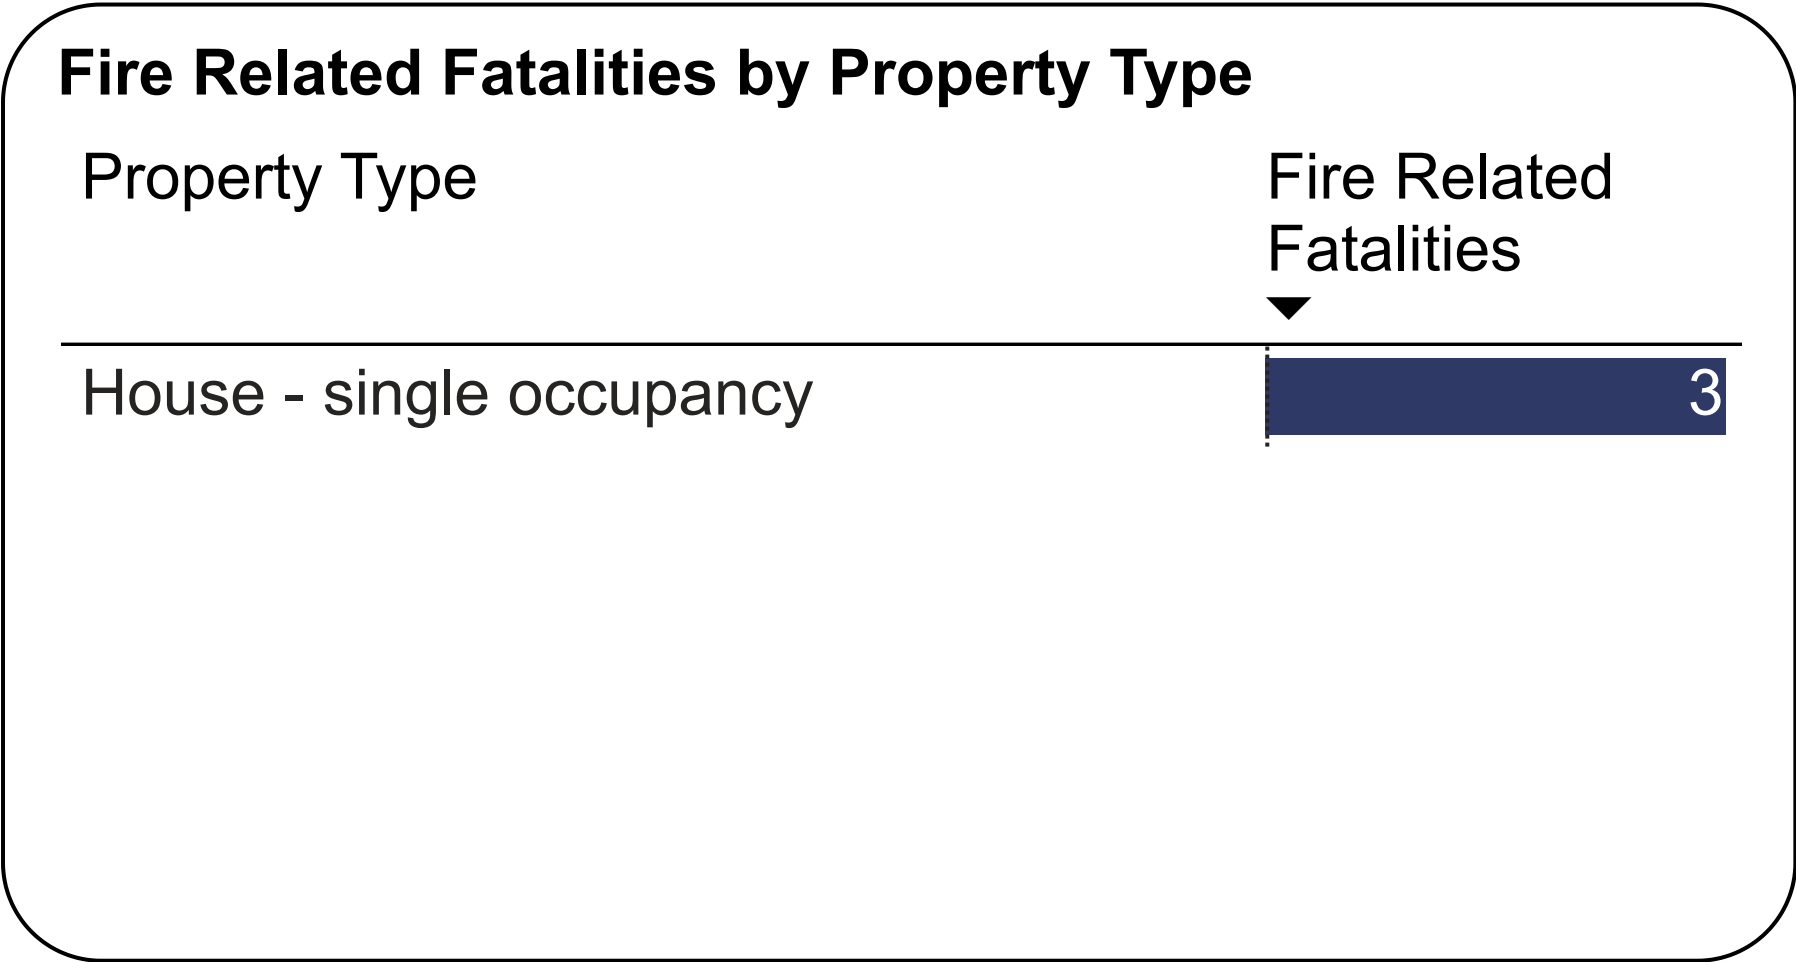 Fire Related Fatalities by Property Type
Property Type
Fire Related
Fatalities
House - single occupancy 3